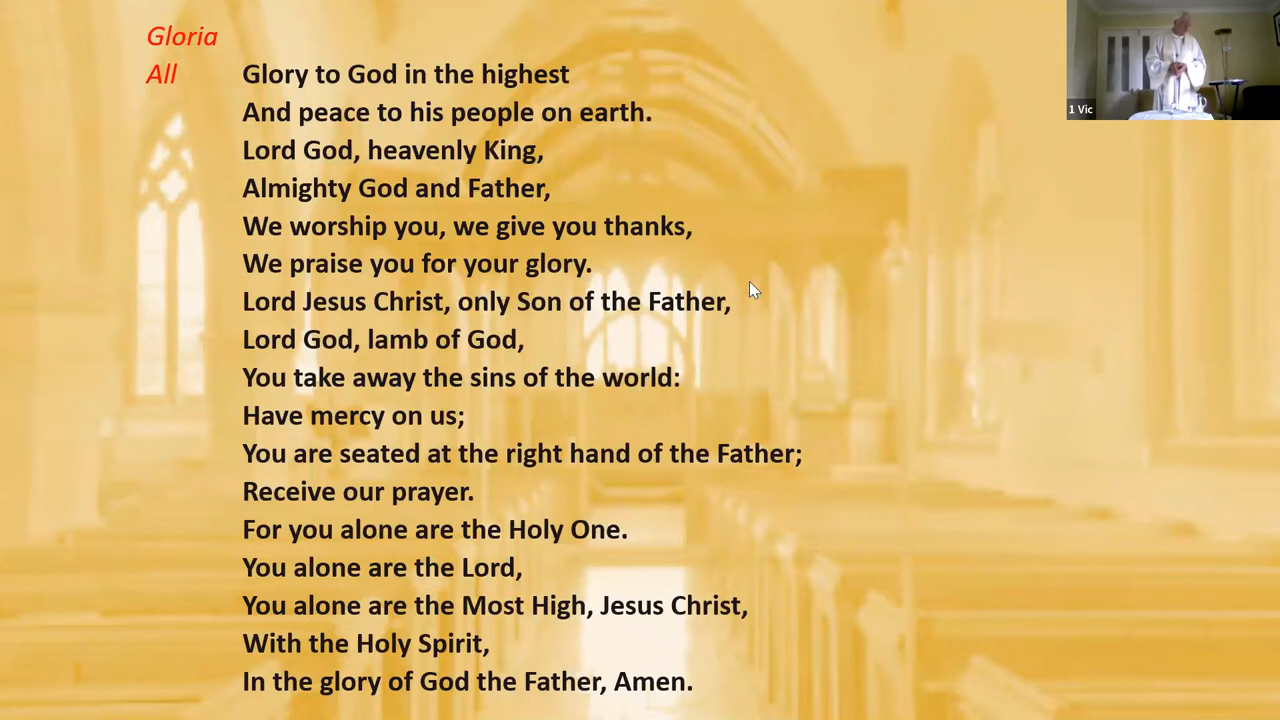 Gloria
All Glory to God in the highest
And peace to his people on earth.
Lord God, heavenly King,
Almighty God and Father,
We worship you, we give you thanks,
We praise you for your glory.
Lord Jesus Christ, only Son of the Father,
Lord God, lamb of God,
You take away the sins of the world:
Have mercy on us;
You are seated at the right hand of the Father;
Receive our prayer.
For you alone are the Holy One.
You alone are the Lord,
You alone are the Most High, Jesus Christ,
With the Holy Spirit,
In the glory of God the Father, Amen.
1 Vic